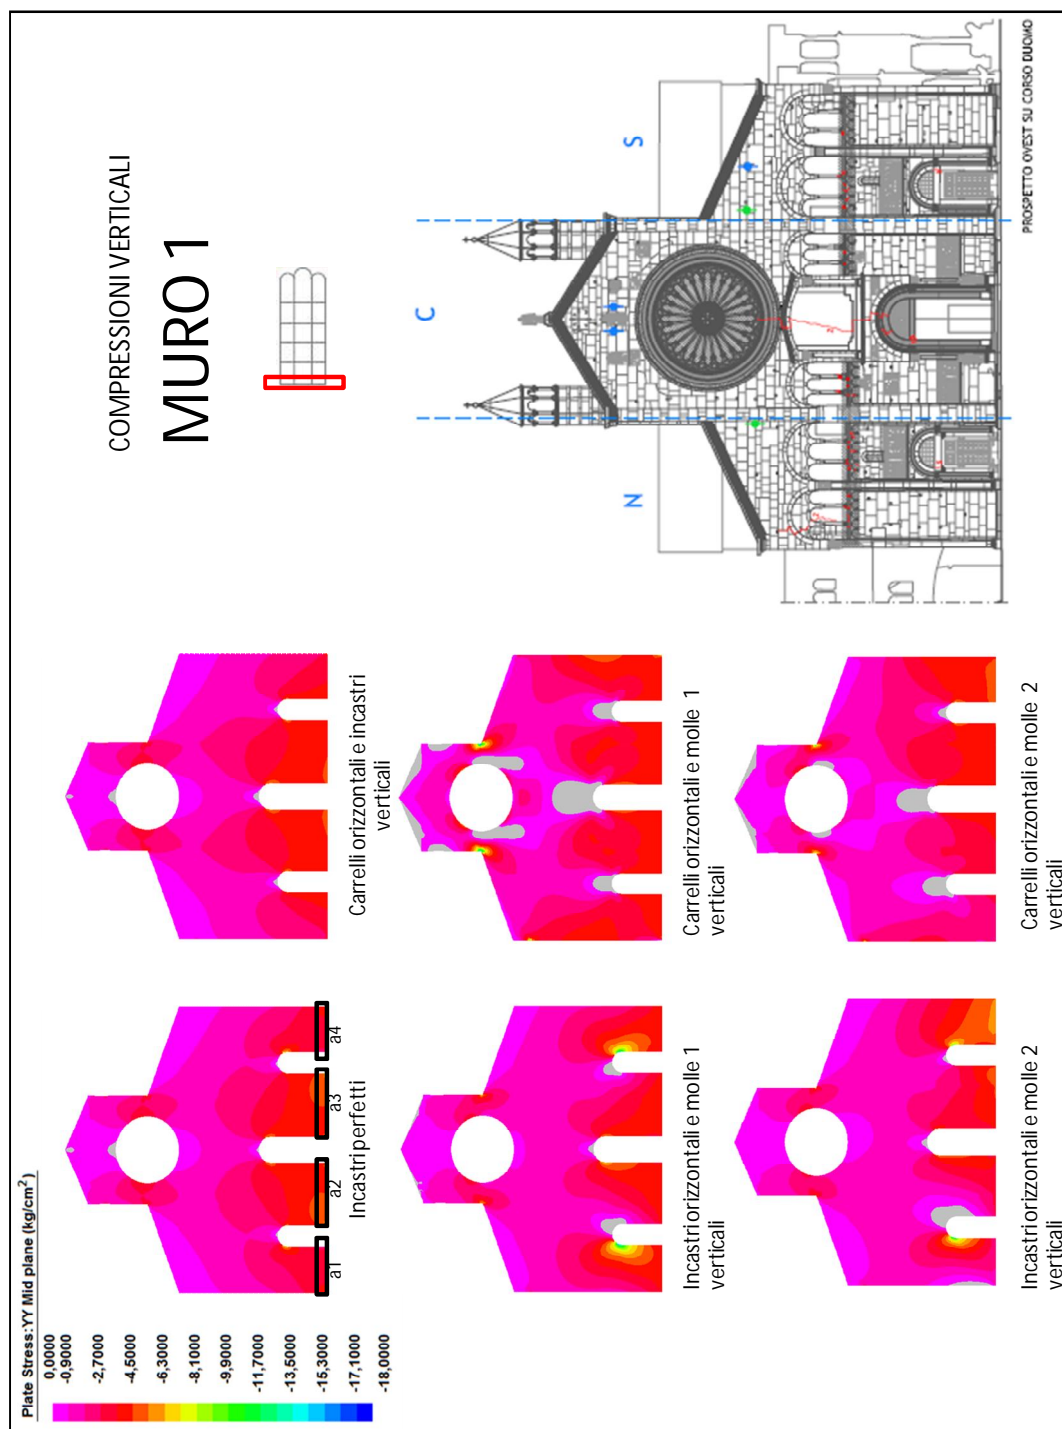 COMPRESSIONI VERTICALI
MURO 1
C
S
N
PROSPETTO OVEST SU CORSO DUOMO
Plate Stress:YY Mid plane (kg/cm²)
0,0000
-0,9000
-2,7000
-4,5000
-6,3000
-8,1000
-9,9000
-11,7000
-13,5000
-15,3000
-17,1000
-18,0000
a1
a2
a3
a4
Incastri perfetti
Carrelli orizzontali e incastri
verticali
Incastri orizzontali e molle 1
verticali
Carrelli orizzontali e molle 1
verticali
Incastri orizzontali e molle 2
verticali
Carrelli orizzontali e molle 2
verticali